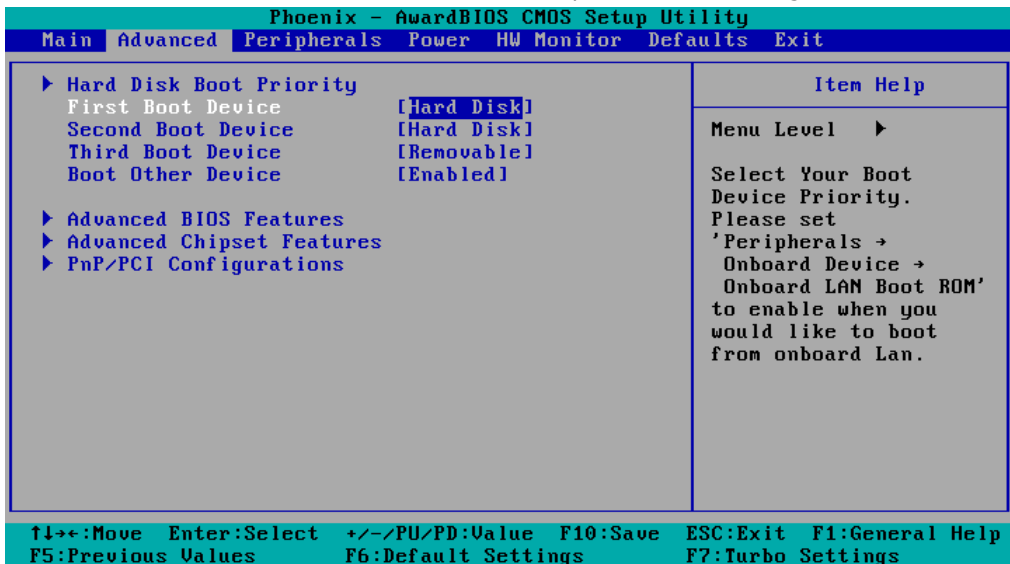 Phoenix - AwardBIOS CMOS Setup Utility
Main Advanced Peripherals Power HW Monitor Defaults Exit
Hard Disk Boot Priority
First Boot Device [Hard Disk]
Second Boot Device [Hard Disk]
Third Boot Device [Removable]
Boot Other Device [Enabled]
Advanced BIOS Features
Advanced Chipset Features
PnP/PCI Configurations
Item Help
Menu Level
Select Your Boot
Device Priority.
Please set
'Peripherals →
Onboard Device →
Onboard LAN Boot ROM'
to enable when you
would like to boot
from onboard Lan.
↑↓→←:Move Enter:Select +/-/PU/PD:Value F10:Save ESC:Exit F1:General Help
F5:Previous Values F6:Default Settings F7:Turbo Settings